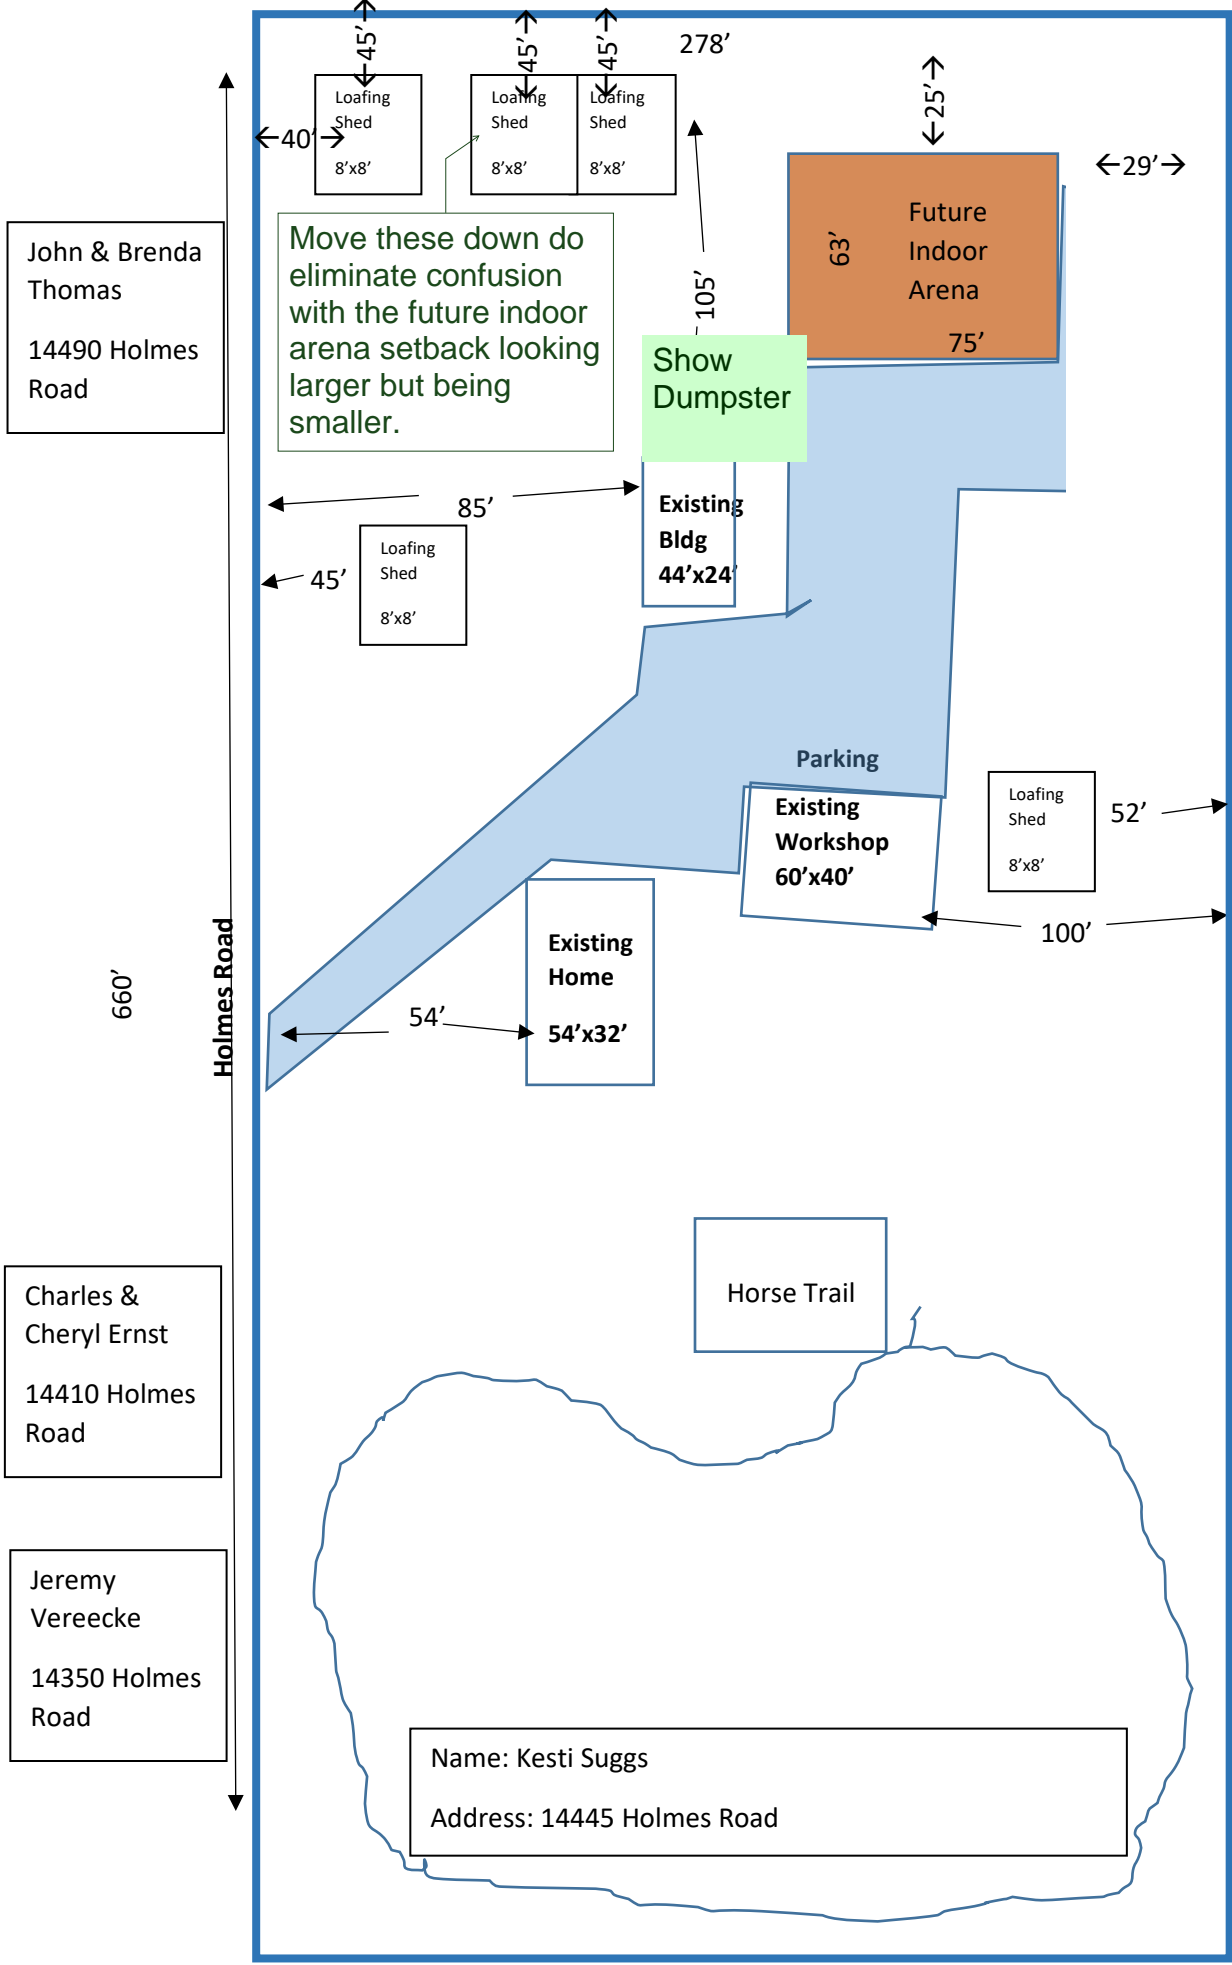 45’
45’
45’
278’
Loafing
Shed
8’x8’
Loafing
Shed
8’x8’
Loafing
Shed
8’x8’
40’
25’
29’
105’
Future
Indoor
Arena
63’
75’
John & Brenda
Thomas
14490 Holmes
Road
Move these down do
eliminate confusion
with the future indoor
arena setback looking
larger but being
smaller.
Show
Dumpster
85’
Existing
Bldg
44’x24’
45’
Loafing
Shed
8’x8’
Parking
Existing
Workshop
60’x40’
Loafing
Shed
8’x8’
52’
100’
660’
Holmes Road
Existing
Home
54’x32’
54’
Horse Trail
Charles &
Cheryl Ernst
14410 Holmes
Road
Jeremy
Vereecke
14350 Holmes
Road
Name: Kesti Suggs
Address: 14445 Holmes Road